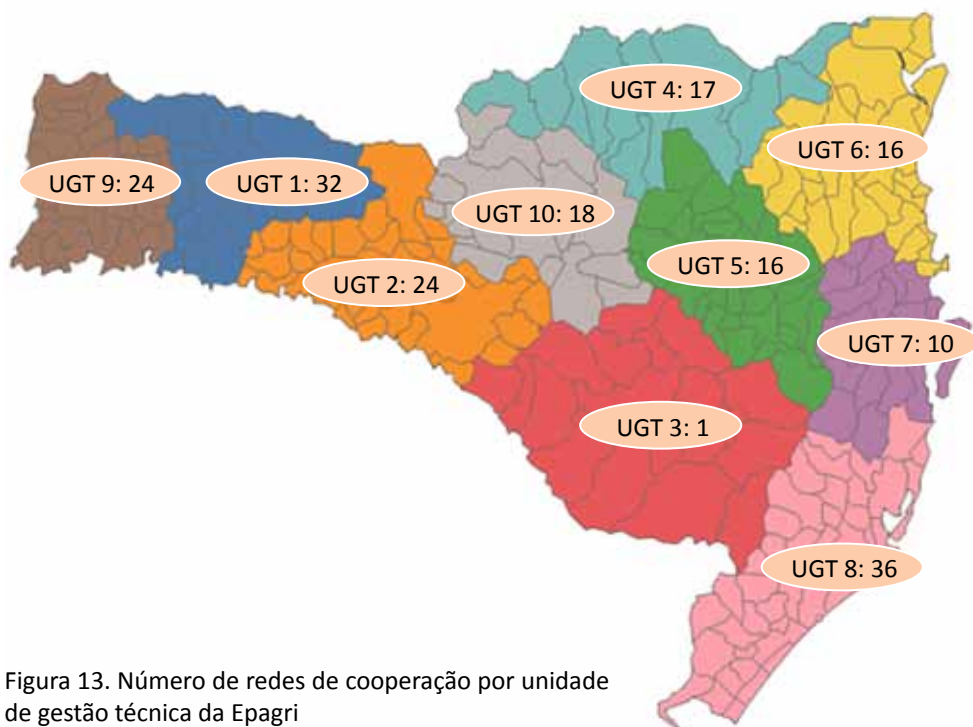 UGT 4: 17
UGT 6: 16
UGT 9: 24
UGT 1: 32
UGT 10: 18
UGT 5: 16
UGT 2: 24
UGT 7: 10
UGT 3: 1
UGT 8: 36
Figura 13. Número de redes de cooperação por unidade
de gestão técnica da Epagri